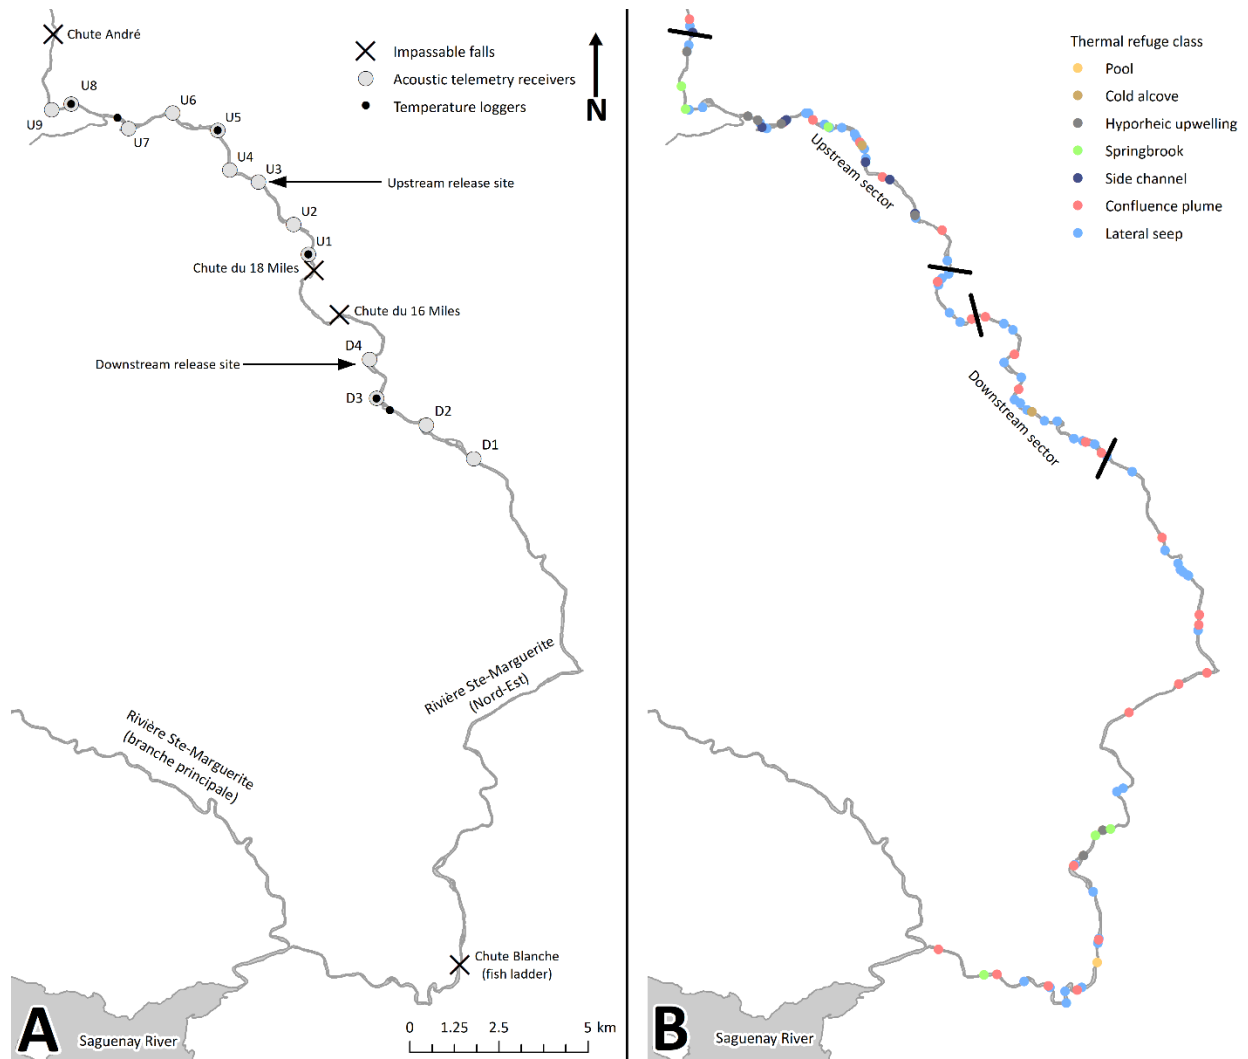 Chute André
Impassable falls
Acoustic telemetry receivers
Temperature loggers
N
U8
U9
U7
U6
U5
U4
U3
Upstream release site
U2
U1
Chute du 18 Miles
Chute du 16 Miles
D4
Downstream release site
D3
D2
D1
Rivière Ste-Marguerite
(Nord-Est)
Rivière Ste-Marguerite
(branche principale)
Chute Blanche
(fish ladder)
A
Saguenay River
0 1.25 2.5 5 km
Thermal refuge class
Pool
Cold alcove
Hyporheic upwelling
Springbrook
Side channel
Confluence plume
Lateral seep
Upstream sector
Downstream sector
B
Saguenay River